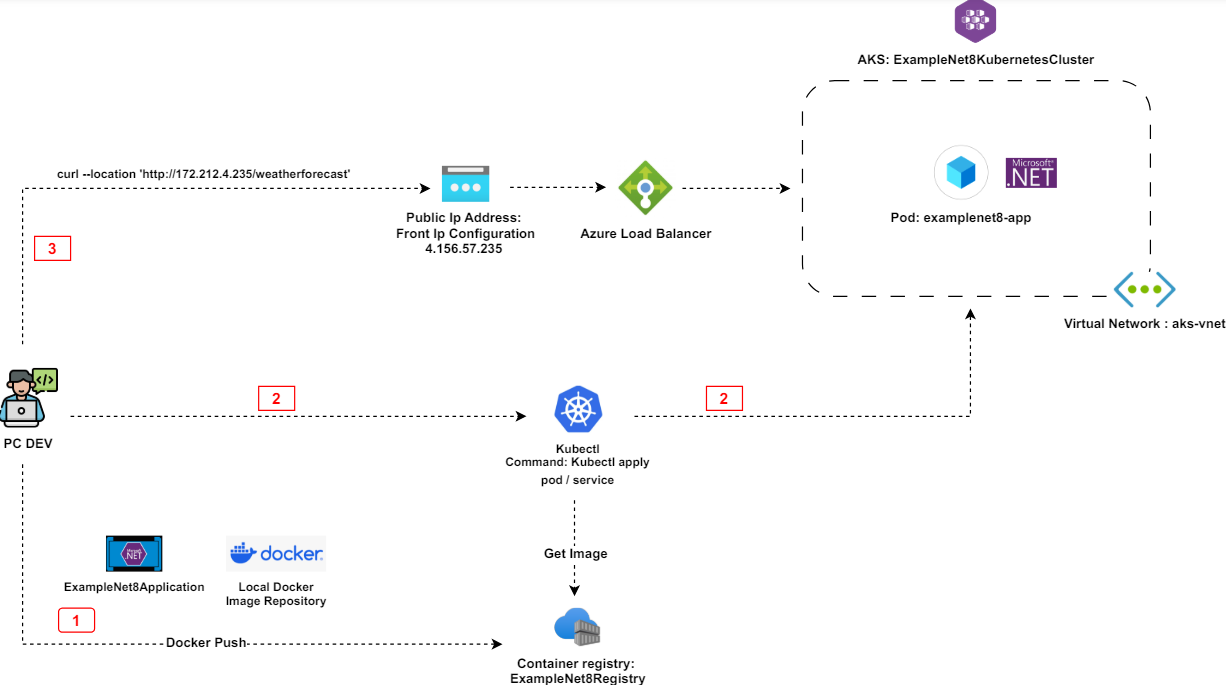 AKS: ExampleNet8KubernetesCluster
Microsoft®
.NET
Pod: examplenet8-app
Virtual Network : aks-vnet
curl --location 'http://172.212.4.235/weatherforecast'
Public Ip Address:
Front Ip Configuration
4.156.57.235
Azure Load Balancer
3
</>
PC DEV
2
2
Kubectl
Command: Kubectl apply
pod / service
Get Image
Microsoft
.NET
ExampleNet8Application
docker
Local Docker
Image Repository
1
Docker Push
Container registry:
ExampleNet8Registry